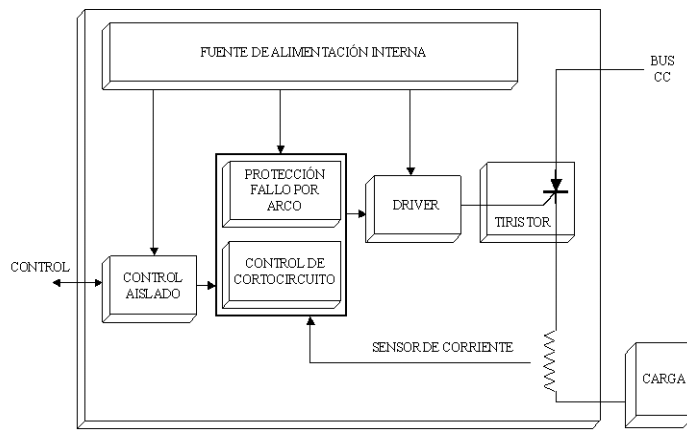 FUENTE DE ALIMENTACIÓN INTERNA
BUS
CC
PROTECCIÓN
FALLO POR
ARCO
DRIVER
TIRISTOR
CONTROL
CONTROL
AISLADO
CONTROL DE
CORTOCIRCUITO
SENSOR DE CORRIENTE
CARGA